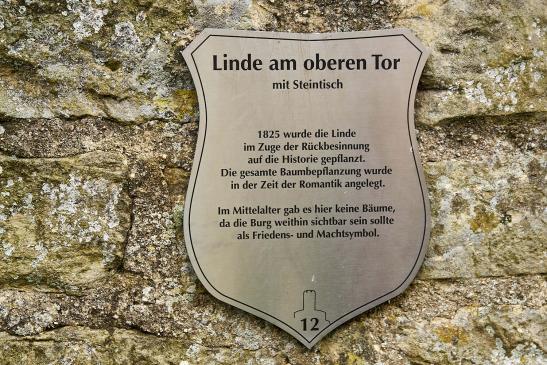 Linde am oberen Tor
mit Steintisch
1825 wurde die Linde
im Zuge der Rückbesinnung
auf die Historie gepflanzt.
Die gesamte Baumbepflanzung wurde
in der Zeit der Romantik angelegt.
Im Mittelalter gab es hier keine Bäume,
da die Burg weithin sichtbar sein sollte
als Friedens- und Machtsymbol.
12